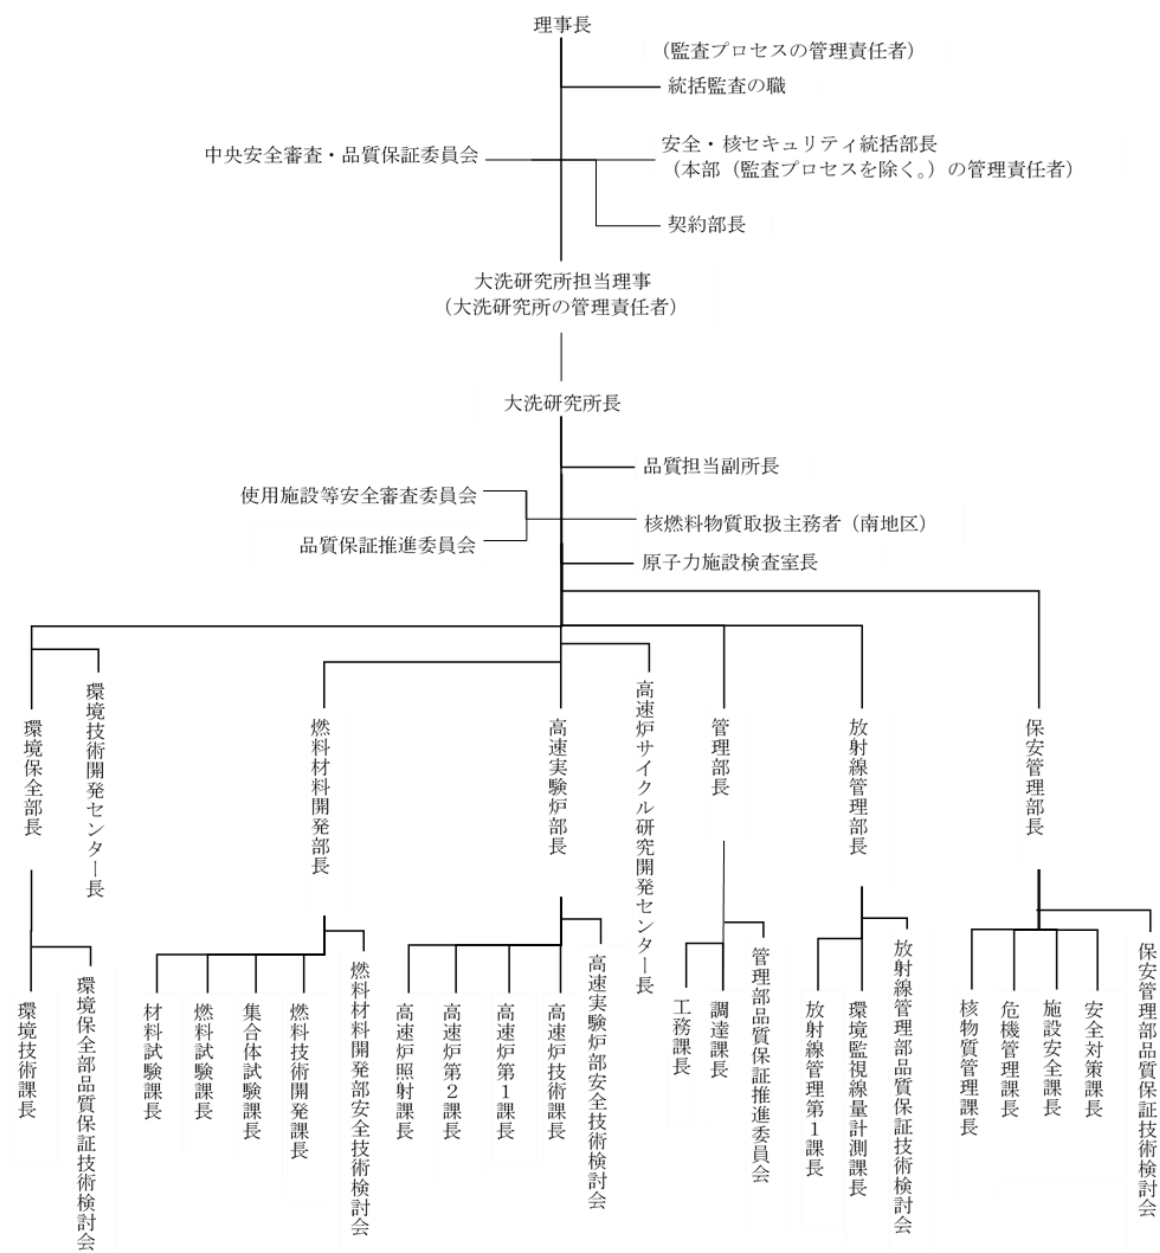 理事長
（監査プロセスの管理責任者）
統括監査の職
中央安全審査・品質保証委員会
安全・核セキュリティ統括部長
（本部（監査プロセスを除く。）の管理責任者）
契約部長
大洗研究所担当理事
（大洗研究所の管理責任者）
大洗研究所長
品質担当副所長
使用施設等安全審査委員会
核燃料物質取扱主務者（南地区）
品質保証推進委員会
原子力施設検査室長
環境保全部長
環境技術開発センター長
燃料材料開発部長
高速実験炉部長
高速炉サイクル研究開発センター長
管理部長
放射線管理部長
保安管理部長
環境技術課長
環境保全部品質保証技術検討会
材料試験課長
燃料試験課長
集合体試験課長
燃料技術開発課長
燃料材料開発部安全技術検討会
高速炉照射課長
高速炉第２課長
高速炉第１課長
高速炉技術課長
高速実験炉部安全技術検討会
工務課長
調達課長
管理部品質保証推進委員会
放射線管理第１課長
環境監視線量計測課長
放射線管理部品質保証技術検討会
核物質管理課長
危機管理課長
施設安全課長
安全対策課長
保安管理部品質保証技術検討会